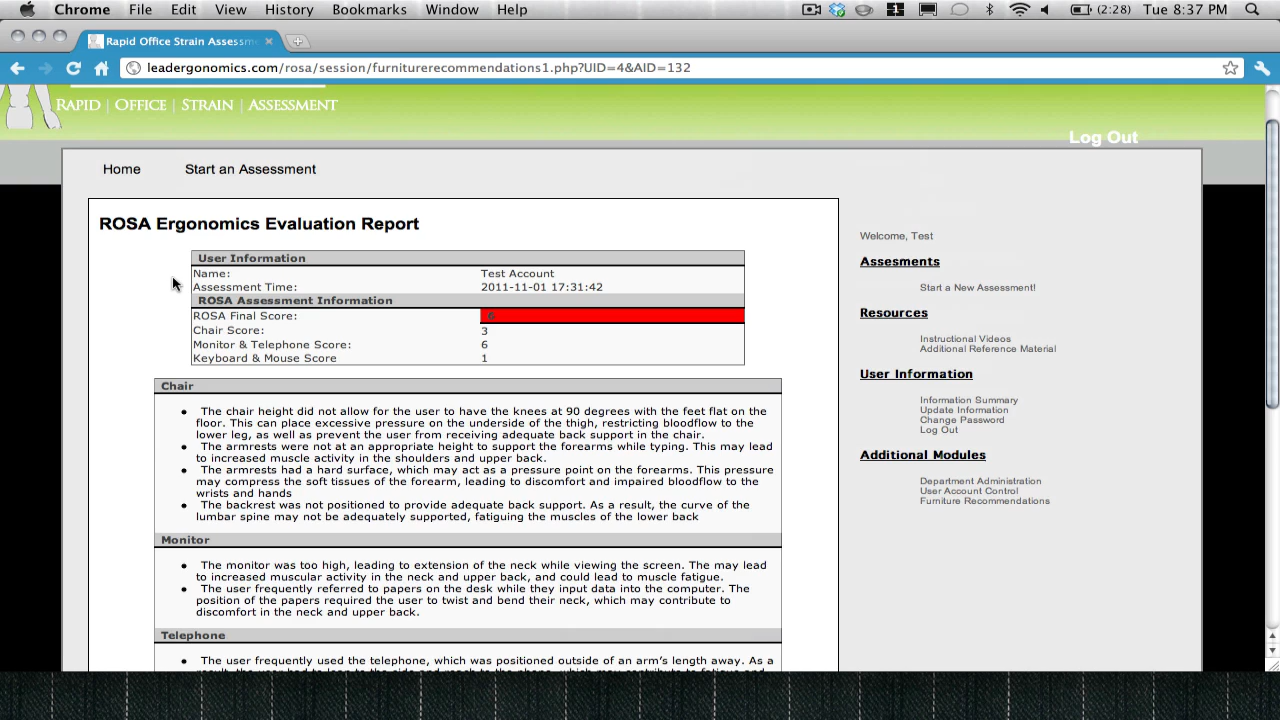 Chrome File Edit View History Bookmarks Window Help (2:28) Tue 8:37 PM
Rapid Office Strain Assessm
leadergonomics.com/rosa/session/furniturerecommendations1.php?UID=4&AID=132
RAPID | OFFICE | STRAIN | ASSESSMENT
Log Out
Home Start an Assessment
ROSA Ergonomics Evaluation Report
User Information
Name: Test Account
Assessment Time: 2011-11-01 17:31:42
ROSA Assessment Information
ROSA Final Score: 6
Chair Score: 3
Monitor & Telephone Score: 6
Keyboard & Mouse Score 1
Chair
The chair height did not allow for the user to have the knees at 90 degrees with the feet flat on the
floor. This can place excessive pressure on the underside of the thigh, restricting bloodflow to the
lower leg, as well as prevent the user from receiving adequate back support in the chair.
The armrests were not at an appropriate height to support the forearms while typing. This may lead
to increased muscle activity in the shoulders and upper back.
The armrests had a hard surface, which may act as a pressure point on the forearms. This pressure
may compress the soft tissues of the forearm, leading to discomfort and impaired bloodflow to the
wrists and hands
The backrest was not positioned to provide adequate back support. As a result, the curve of the
lumbar spine may not be adequately supported, fatiguing the muscles of the lower back
Monitor
The monitor was too high, leading to extension of the neck while viewing the screen. The may lead
to increased muscular activity in the neck and upper back, and could lead to muscle fatigue.
The user frequently referred to papers on the desk while they input data into the computer. The
position of the papers required the user to twist and bend their neck, which may contribute to
discomfort in the neck and upper back.
Telephone
The user frequently used the telephone, which was positioned outside of an arm's length away. As a
Welcome, Test
Assesments
Start a New Assessment!
Resources
Instructional Videos
Additional Reference Material
User Information
Information Summary
Update Information
Change Password
Log Out
Additional Modules
Department Administration
User Account Control
Furniture Recommendations